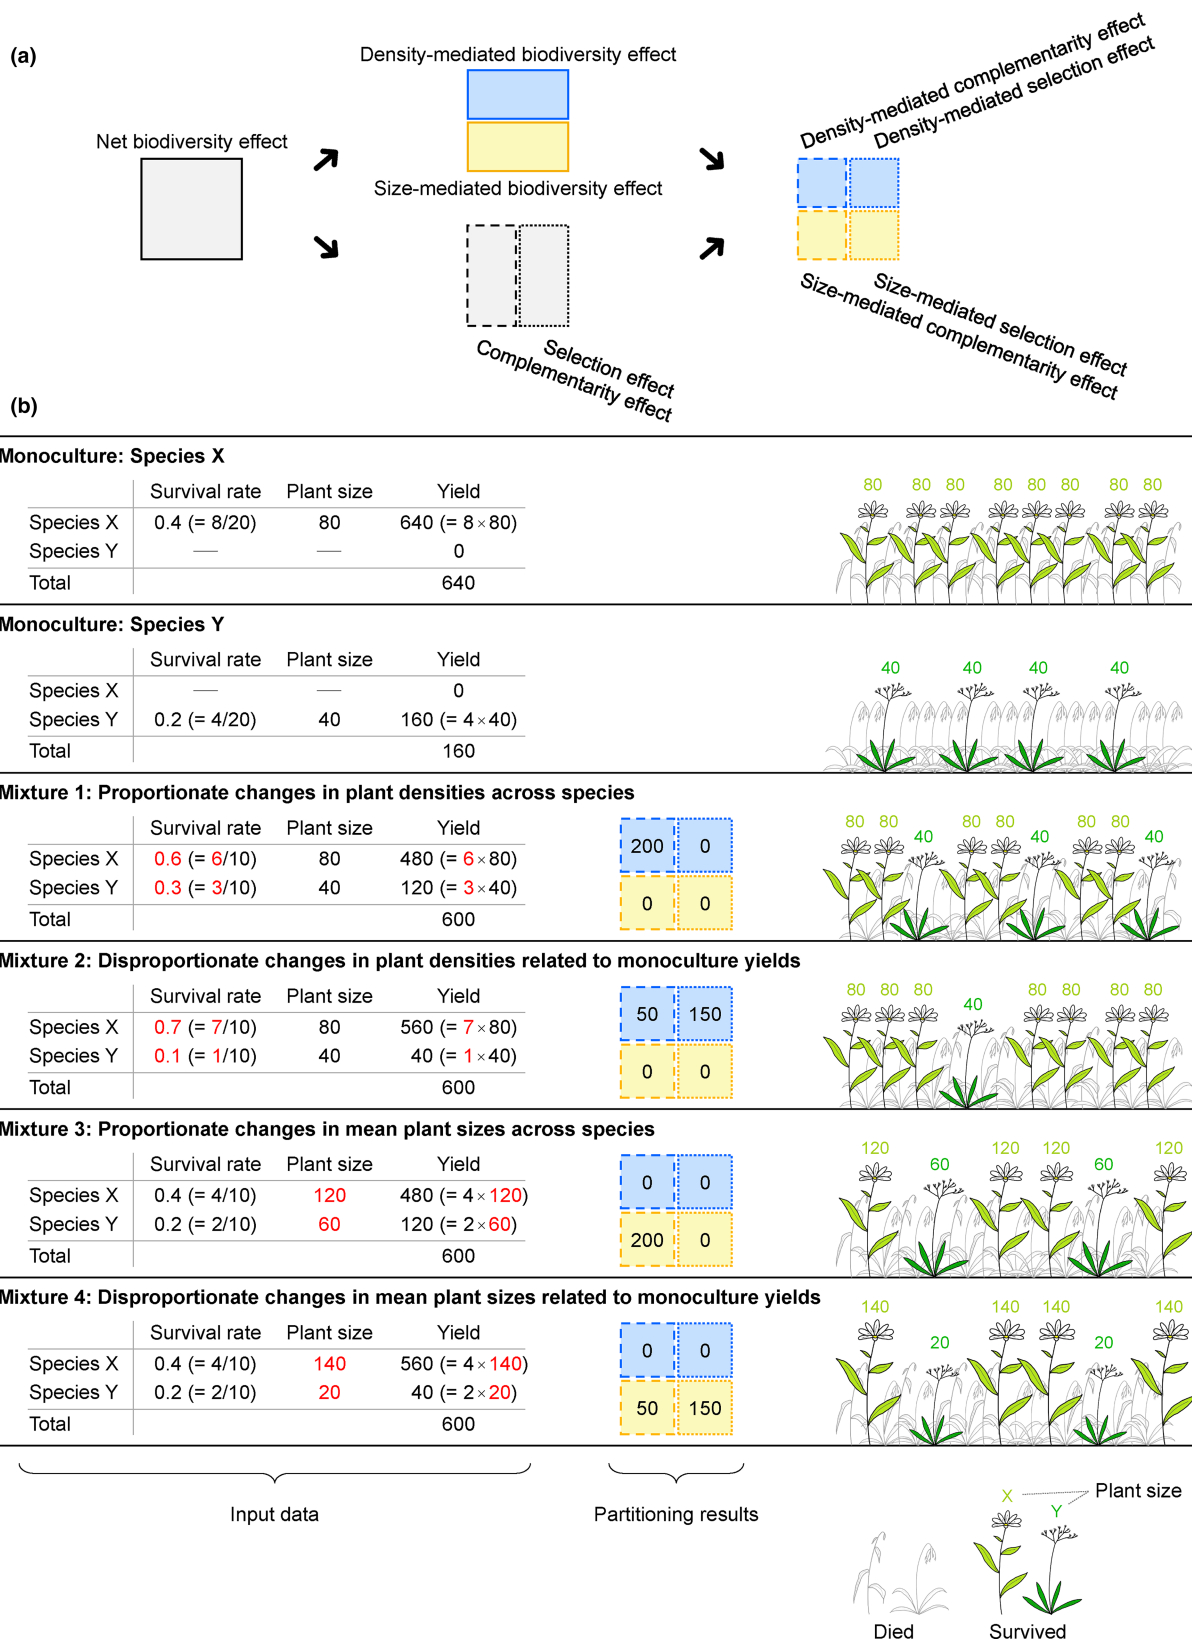 (a)
Density-mediated biodiversity effect
Net biodiversity effect
Size-mediated biodiversity effect
Selection effect
Complementarity effect
Density-mediated complementarity effect
Density-mediated selection effect
Size-mediated selection effect
Size-mediated complementarity effect
(b)
Monoculture: Species X
Survival rate Plant size Yield
Species X 0.4 (= 8/20) 80 640 (= 8 × 80)
Species Y — — 0
Total 640
80 80 80 80 80 80 80 80
Monoculture: Species Y
Survival rate Plant size Yield
Species X — — 0
Species Y 0.2 (= 4/20) 40 160 (= 4 × 40)
Total 160
40 40 40 40
Mixture 1: Proportionate changes in plant densities across species
Survival rate Plant size Yield
Species X 0.6 (= 6/10) 80 480 (= 6 × 80)
Species Y 0.3 (= 3/10) 40 120 (= 3 × 40)
Total 600
200 0
0 0
80 80 40 80 80 40 80 80 40
Mixture 2: Disproportionate changes in plant densities related to monoculture yields
Survival rate Plant size Yield
Species X 0.7 (= 7/10) 80 560 (= 7 × 80)
Species Y 0.1 (= 1/10) 40 40 (= 1 × 40)
Total 600
50 150
0 0
80 80 80 40 80 80 80 80
Mixture 3: Proportionate changes in mean plant sizes across species
Survival rate Plant size Yield
Species X 0.4 (= 4/10) 120 480 (= 4 × 120)
Species Y 0.2 (= 2/10) 60 120 (= 2 × 60)
Total 600
0 0
200 0
120 60 120 120 60 120
Mixture 4: Disproportionate changes in mean plant sizes related to monoculture yields
Survival rate Plant size Yield
Species X 0.4 (= 4/10) 140 560 (= 4 × 140)
Species Y 0.2 (= 2/10) 20 40 (= 2 × 20)
Total 600
0 0
50 150
140 20 140 140 20 140
Input data
Partitioning results
X Y Plant size
Died Survived